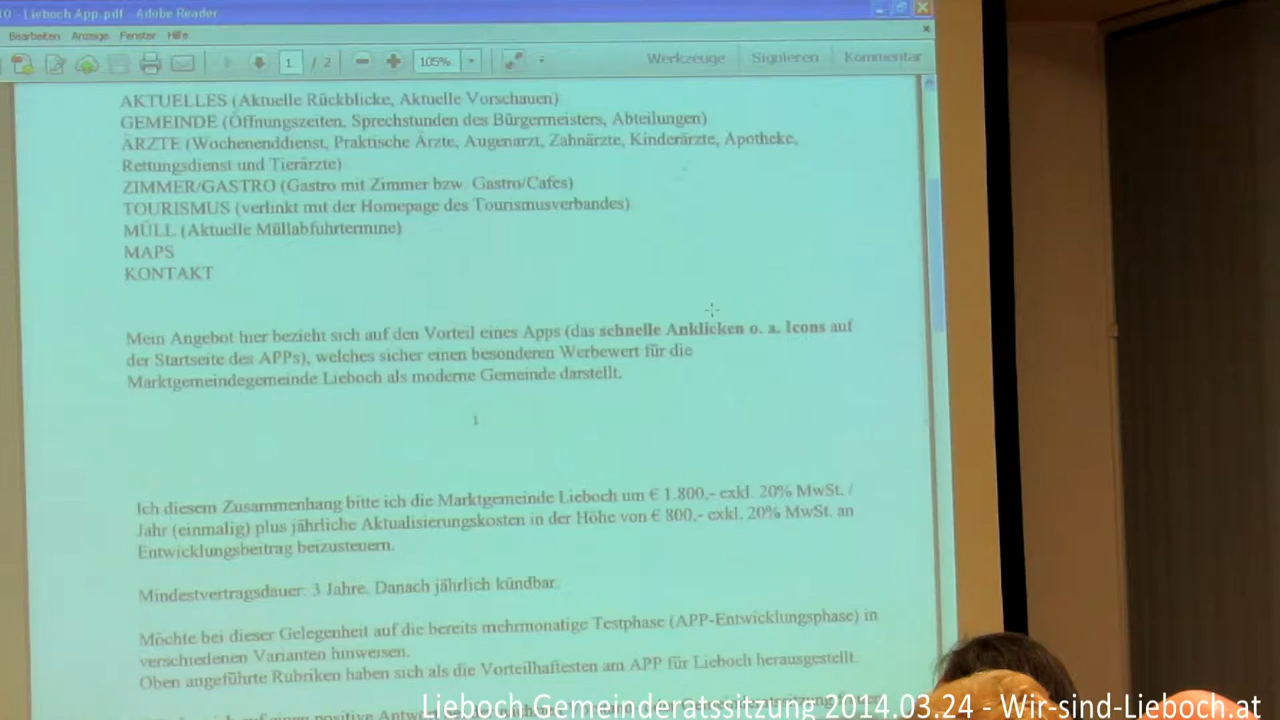 Lieboch App.pdf - Adobe Reader
Bearbeiten Anzeige Fenster Hilfe
1 / 2 105% Werkzeuge Signieren Kommentar
AKTUELLES (Aktuelle Rückblicke, Aktuelle Vorschauen)
GEMEINDE (Öffnungszeiten, Sprechstunden des Bürgermeisters, Abteilungen)
ÄRZTE (Wochenenddienst, Praktische Ärzte, Augenarzt, Zahnärzte, Kinderärzte, Apotheke,
Rettungsdienst und Tierärzte)
ZIMMER/GASTRO (Gastro mit Zimmer bzw. Gastro/Cafes)
TOURISMUS (verlinkt mit der Homepage des Tourismusverbandes)
MÜLL (Aktuelle Müllabfuhrtermine)
MAPS
KONTAKT
Mein Angebot hier bezieht sich auf den Vorteil eines Apps (das schnelle Anklicken o. a. Icons auf
der Startseite des APPs), welches sicher einen besonderen Werbewert für die
Marktgemeindegemeinde Lieboch als moderne Gemeinde darstellt.
1
Ich diesem Zusammenhang bitte ich die Marktgemeinde Lieboch um € 1.800,- exkl. 20% MwSt. /
Jahr (einmalig) plus jährliche Aktualisierungskosten in der Höhe von € 800,- exkl. 20% MwSt. an
Entwicklungsbeitrag beizusteuern.
Mindestvertragsdauer: 3 Jahre. Danach jährlich kündbar.
Möchte bei dieser Gelegenheit auf die bereits mehrmonatige Testphase (APP-Entwicklungsphase) in
verschiedenen Varianten hinweisen.
Oben angeführte Rubriken haben sich als die Vorteilhaftesten am APP für Lieboch herausgestellt.
auf einen positive
Lieboch Gemeinderatssitzung 2014.03.24 - Wir-sind-Lieboch.at